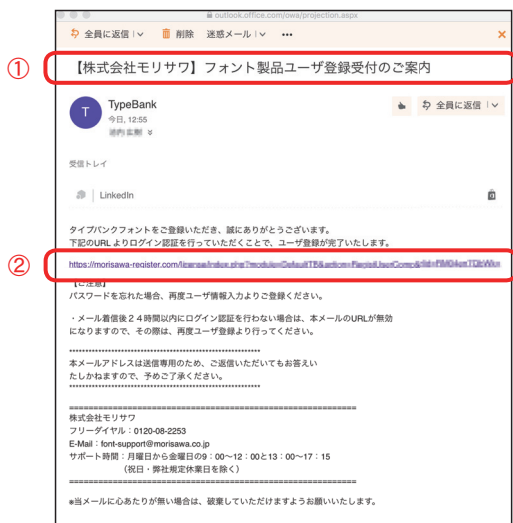 outlook.office.com/owa/projection.aspx
全員に返信 削除 迷惑メール ••• ×
① 【株式会社モリサワ】フォント製品ユーザ登録受付のご案内
T TypeBank 全員に返信
今日, 12:55
受信トレイ
LinkedIn
タイプバンクフォントをご登録いただき、誠にありがとうございます。
下記のURL よりログイン認証を行っていただくことで、ユーザ登録が完了いたします。
② https://morisawa-register.com/
【ご注意】
パスワードを忘れた場合、再度ユーザ情報入力よりご登録ください。
・メール着信後２４時間以内にログイン認証を行わない場合は、本メールのURLが無効
になりますので、その際は、再度ユーザ登録より行ってください。
************************************************************
本メールアドレスは送信専用のため、ご返信いただいてもお答えい
たしかねますので、予めご了承ください。
************************************************************
============================================================
株式会社モリサワ
フリーダイヤル：0120-08-2253
E-Mail：font-support@morisawa.co.jp
サポート時間：月曜日から金曜日の9：00〜12：00と13：00〜17：15
（祝日・弊社規定休業日を除く）
============================================================
※当メールに心あたりが無い場合は、破棄していただけますようお願いいたします。